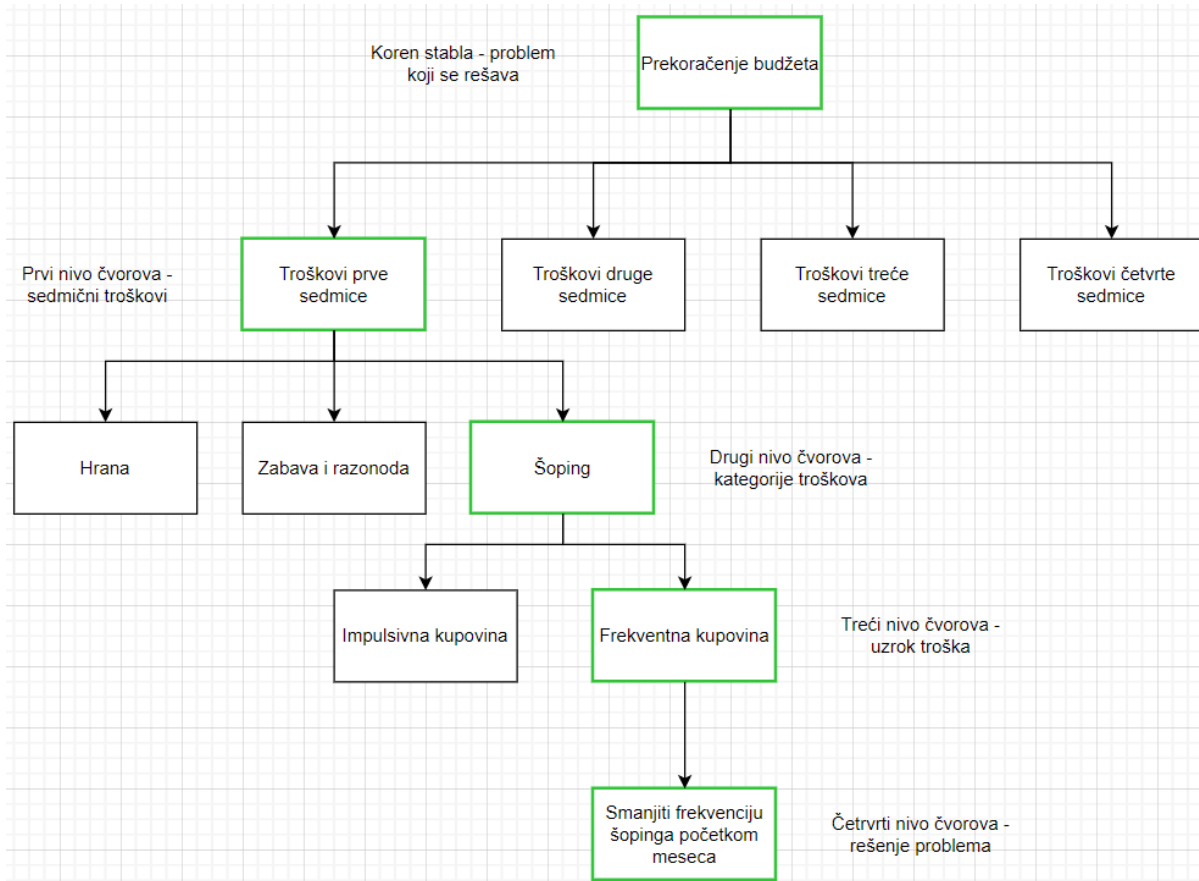 Koren stabla - problem
koji se rešava
Prekoračenje budžeta
Prvi nivo čvorova -
sedmični troškovi
Troškovi prve
sedmice
Troškovi druge
sedmice
Troškovi treće
sedmice
Troškovi četvrte
sedmice
Hrana
Zabava i razonoda
Šoping
Drugi nivo čvorova -
kategorije troškova
Impulsivna kupovina
Frekventna kupovina
Treći nivo čvorova -
uzrok troška
Smanjiti frekvenciju
šopinga početkom
meseca
Četrvrti nivo čvorova -
rešenje problema